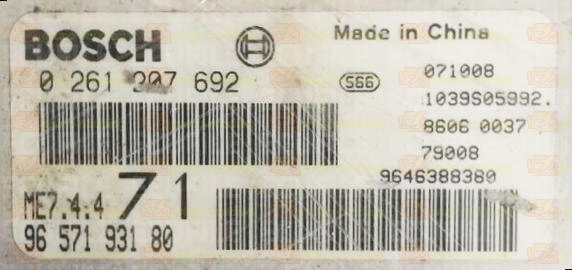 BOSCH
Made in China
0 261 207 692
S66
071008
1039S05992.
8606 0037
79008
9646388380
ME7.4.4 71
96 571 931 80